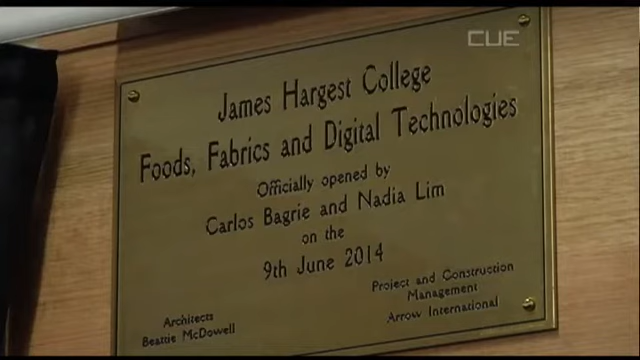 CUE
James Hargest College
Foods, Fabrics and Digital Technologies
Officially opened by
Carlos Bagrie and Nadia Lim
on the
9th June 2014
Architects
Beattie McDowell
Project and Construction
Management
Arrow International